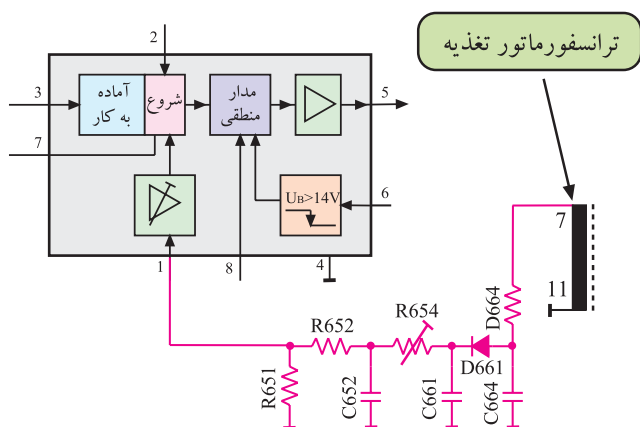 ترانسفورماتور تغذیه
2
3
آماده
به کار
شروع
مدار
منطقی
5
7
U_B>14V
6
1
8
4
7
11
D664
R654
R652
D661
R651
C652
C661
C664